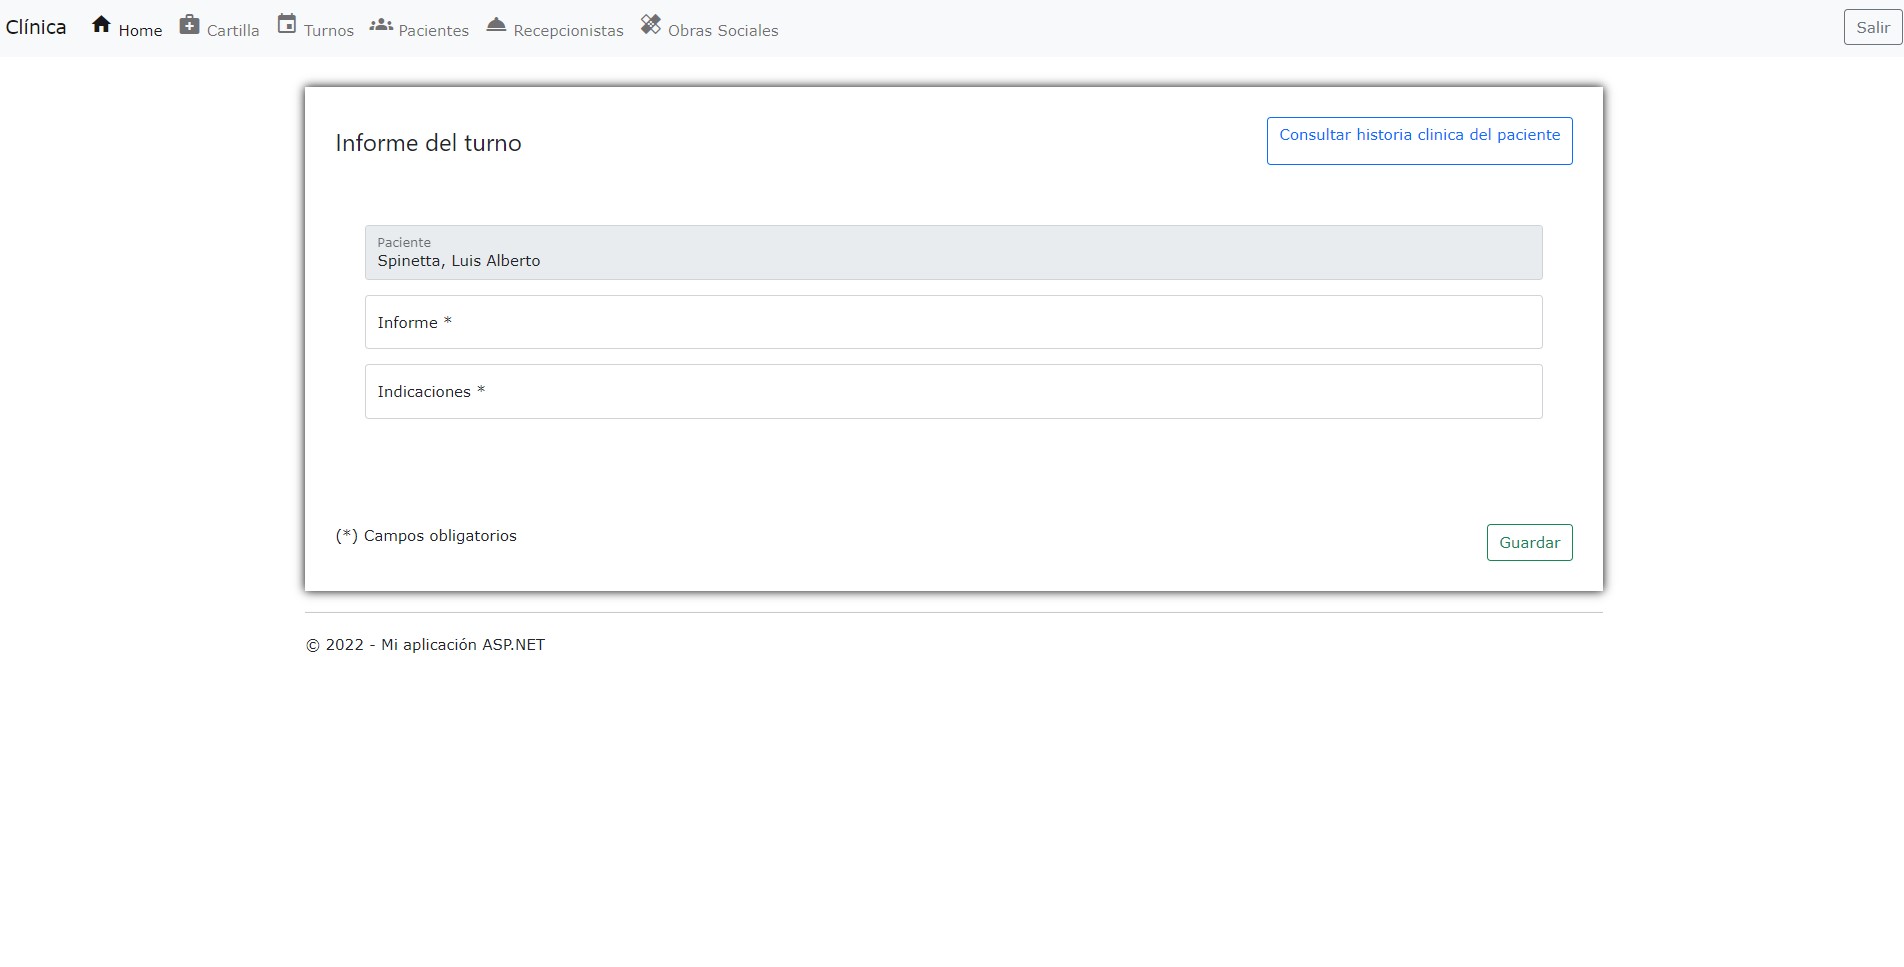 Clínica Home Cartilla Turnos Pacientes Recepcionistas Obras Sociales Salir
Informe del turno
Consultar historia clinica del paciente
Paciente
Spinetta, Luis Alberto
Informe *
Indicaciones *
(*) Campos obligatorios
Guardar
© 2022 - Mi aplicación ASP.NET